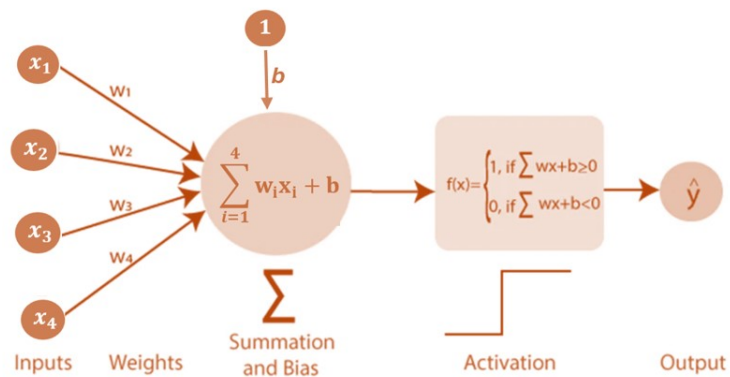 1
b
x₁
x₂
x₃
x₄
W₁
W₂
W₃
W₄
4
∑ wᵢxᵢ + b
i=1
f(x)={1, if ∑ wx+b≥0
0, if ∑ wx+b<0
ŷ
∑
Inputs
Weights
Summation
and Bias
Activation
Output